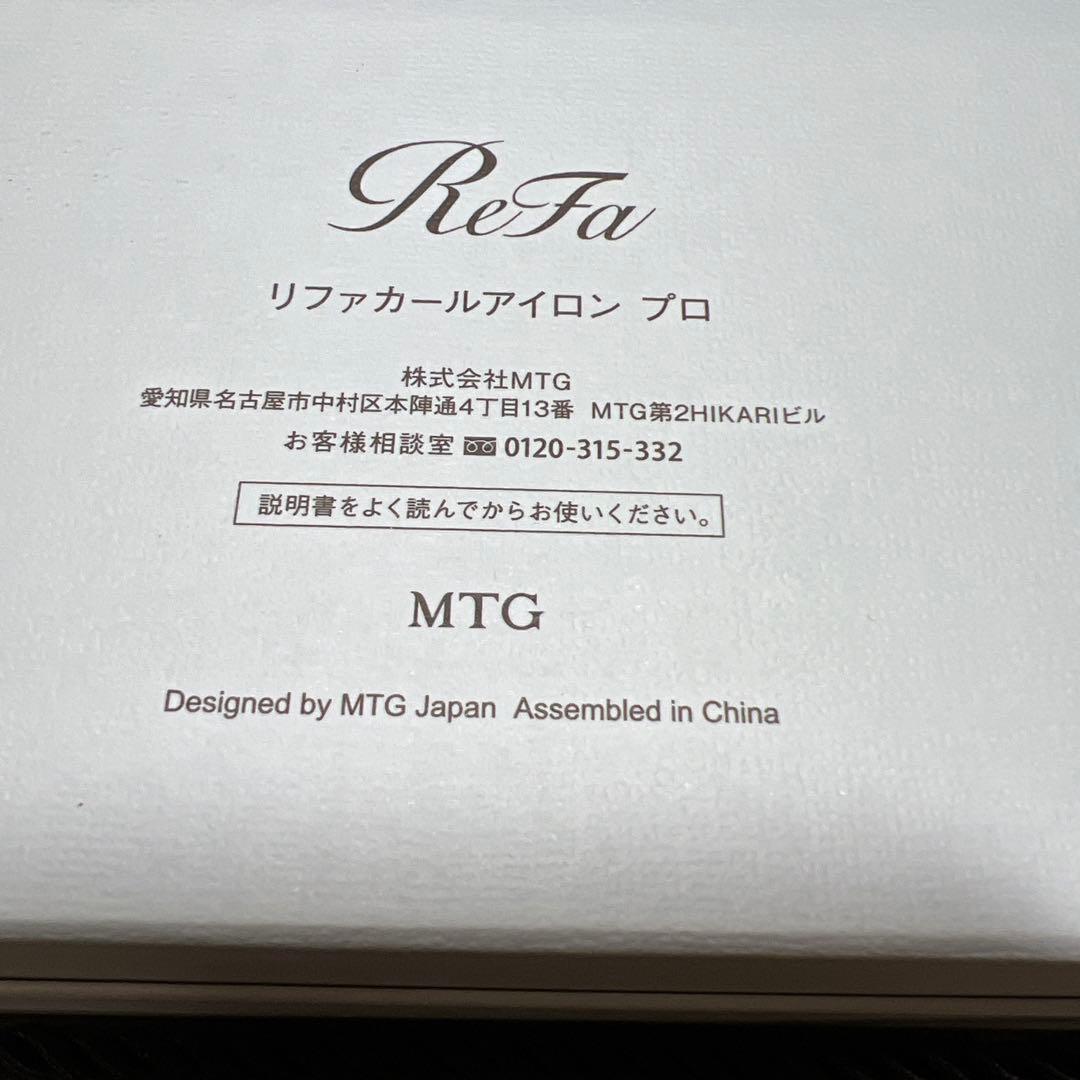 ReFa
リファカールアイロン プロ
株式会社MTG
愛知県名古屋市中村区本陣通4丁目13番 MTG第2HIKARIビル
お客様相談室 0120-315-332
説明書をよく読んでからお使いください。
MTG
Designed by MTG Japan Assembled in China